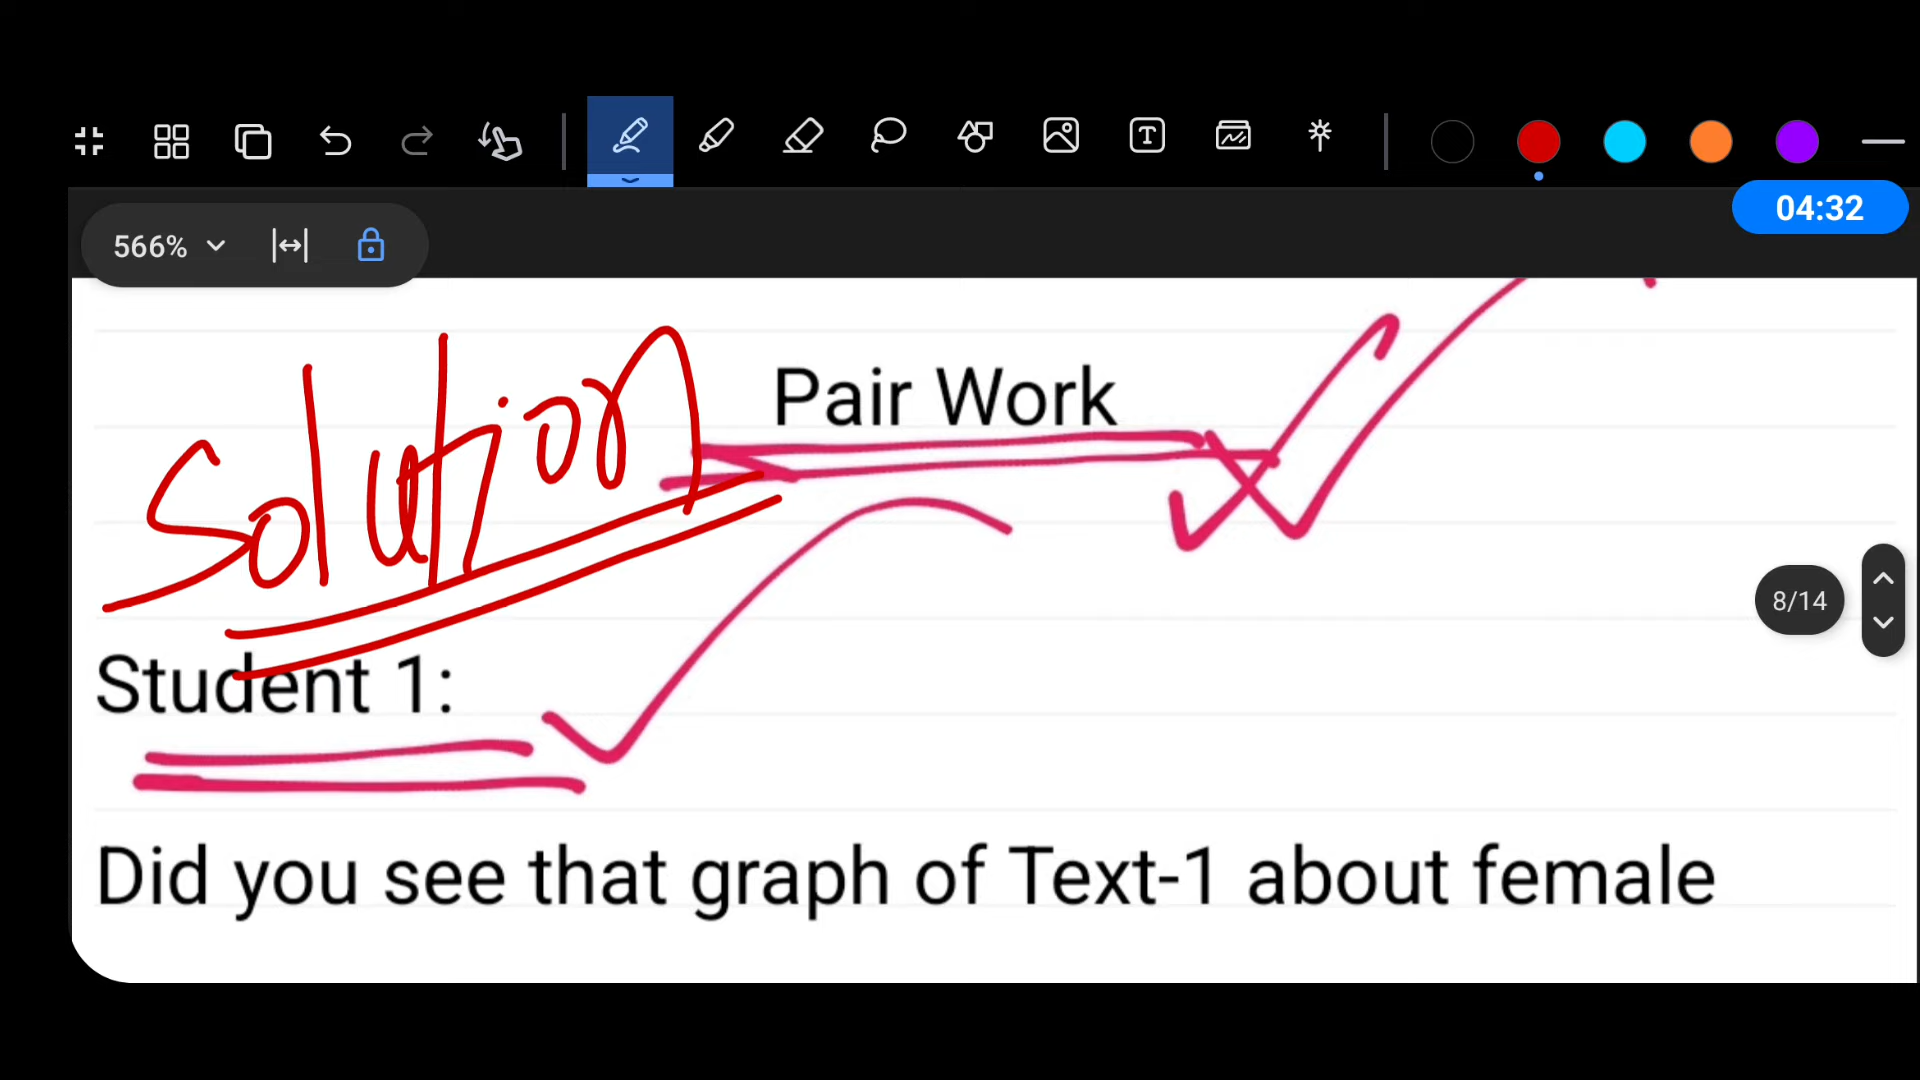 04:32
566%
Solution
Pair Work
8/14
Student 1:
Did you see that graph of Text-1 about female